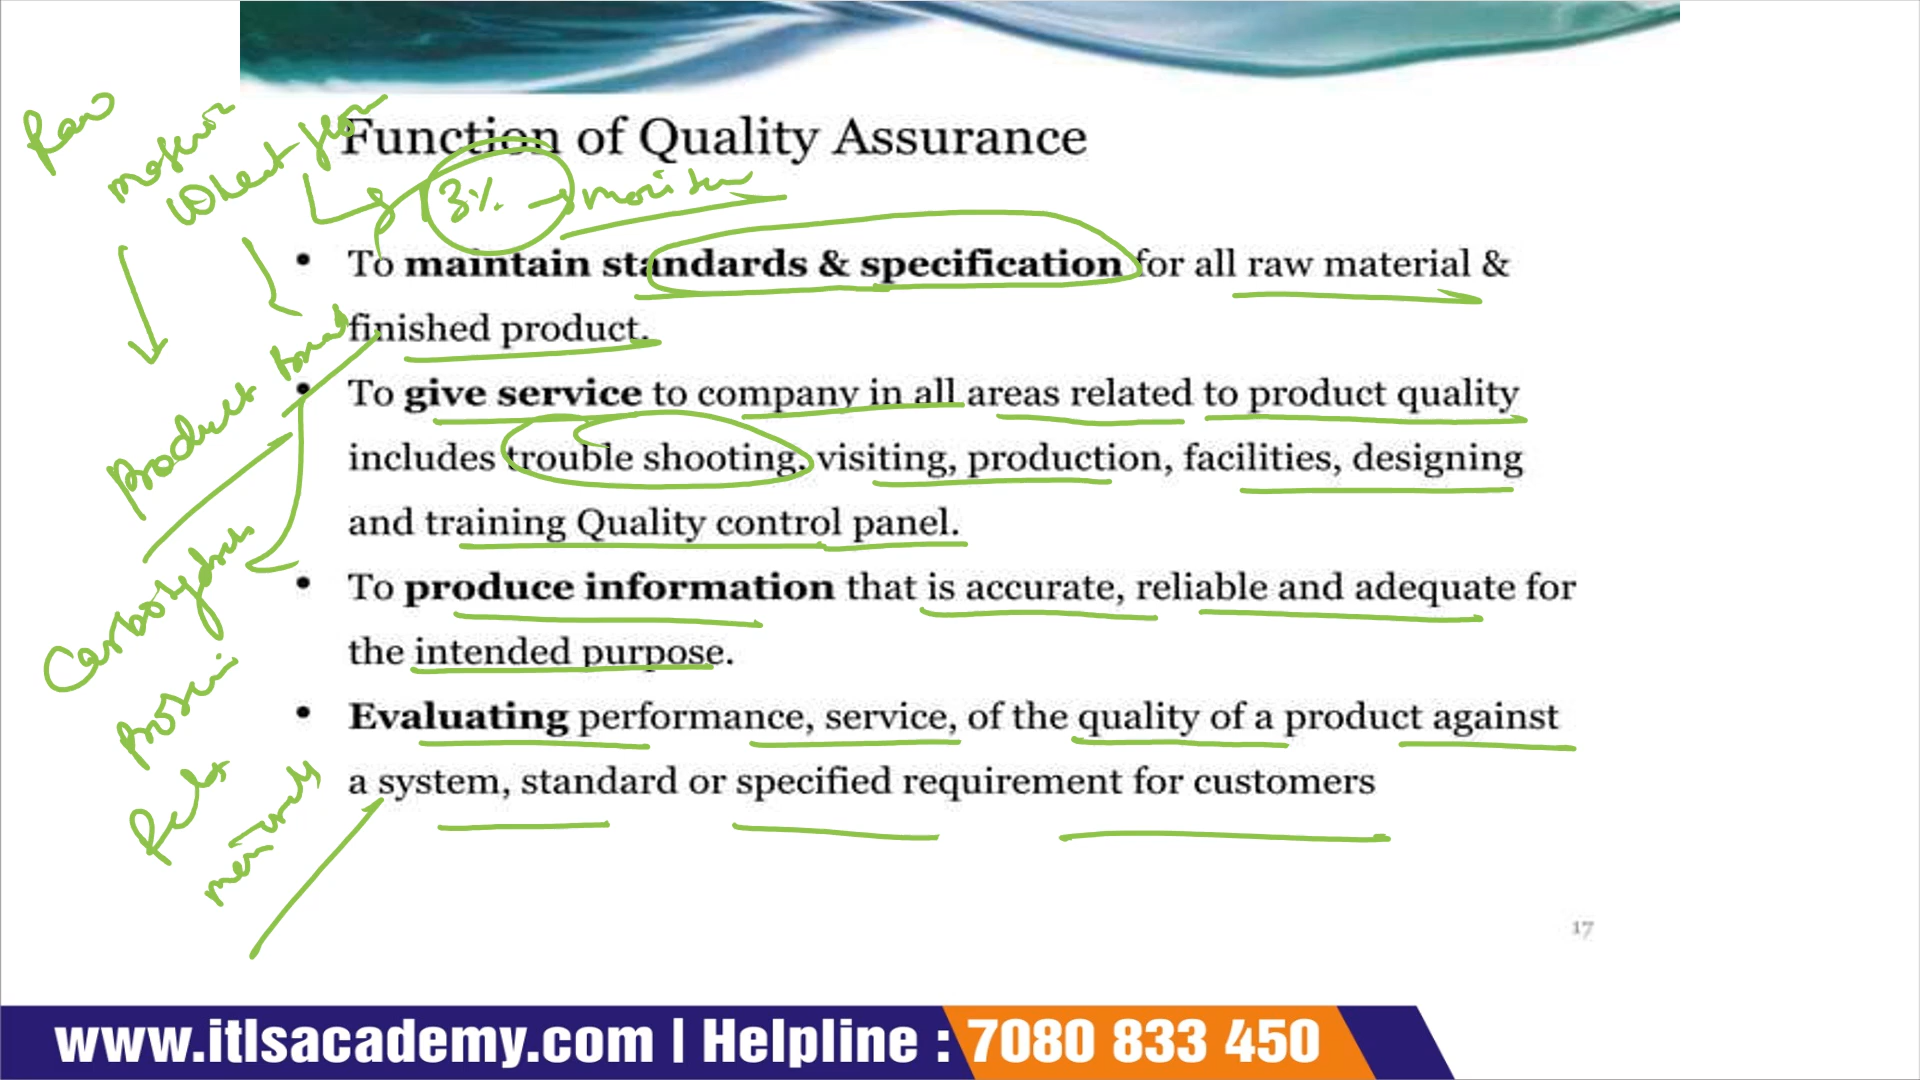 Raw
Wheat
3% → moisture
Function of Quality Assurance
• To maintain standards & specification for all raw material &
finished product.
• To give service to company in all areas related to product quality
includes trouble shooting, visiting, production, facilities, designing
and training Quality control panel.
• To produce information that is accurate, reliable and adequate for
the intended purpose.
• Evaluating performance, service, of the quality of a product against
a system, standard or specified requirement for customers
Product
Carbohydrate
17
www.itlsacademy.com | Helpline : 7080 833 450